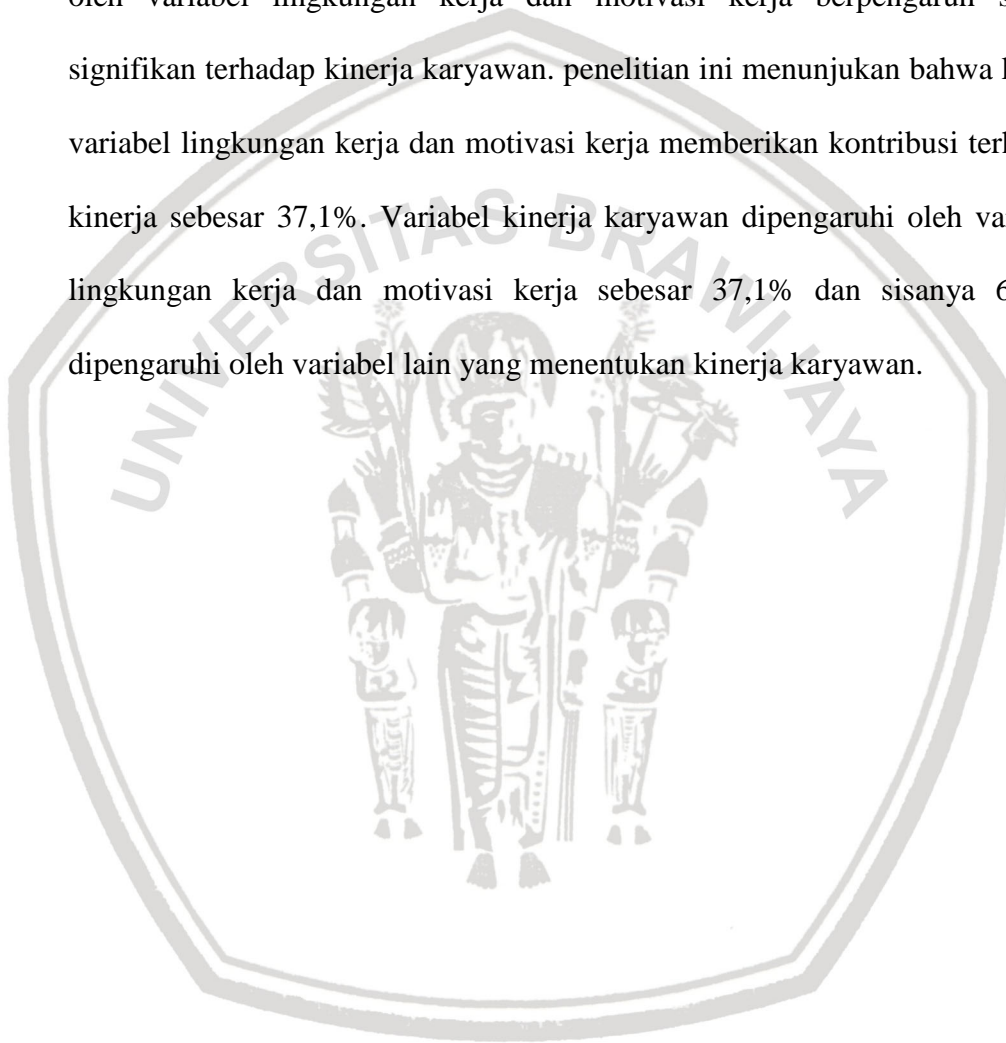 oleh variabel lingkungan kerja dan motivasi kerja berpengaruh
signifikan terhadap kinerja karyawan. penelitian ini menunjukan bahwa
variabel lingkungan kerja dan motivasi kerja memberikan kontribusi
kinerja sebesar 37,1%. Variabel kinerja karyawan dipengaruhi oleh
lingkungan kerja dan motivasi kerja sebesar 37,1% dan sisanya
dipengaruhi oleh variabel lain yang menentukan kinerja karyawan.
UNIVERSITAS BRAWIJAYA